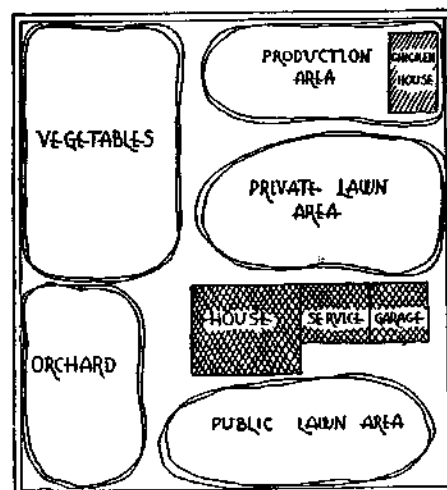 PRODUCTION
AREA
CHICKEN
HOUSE
VEGETABLES
PRIVATE LAWN
AREA
HOUSE
SERVICE
GARAGE
ORCHARD
PUBLIC LAWN AREA